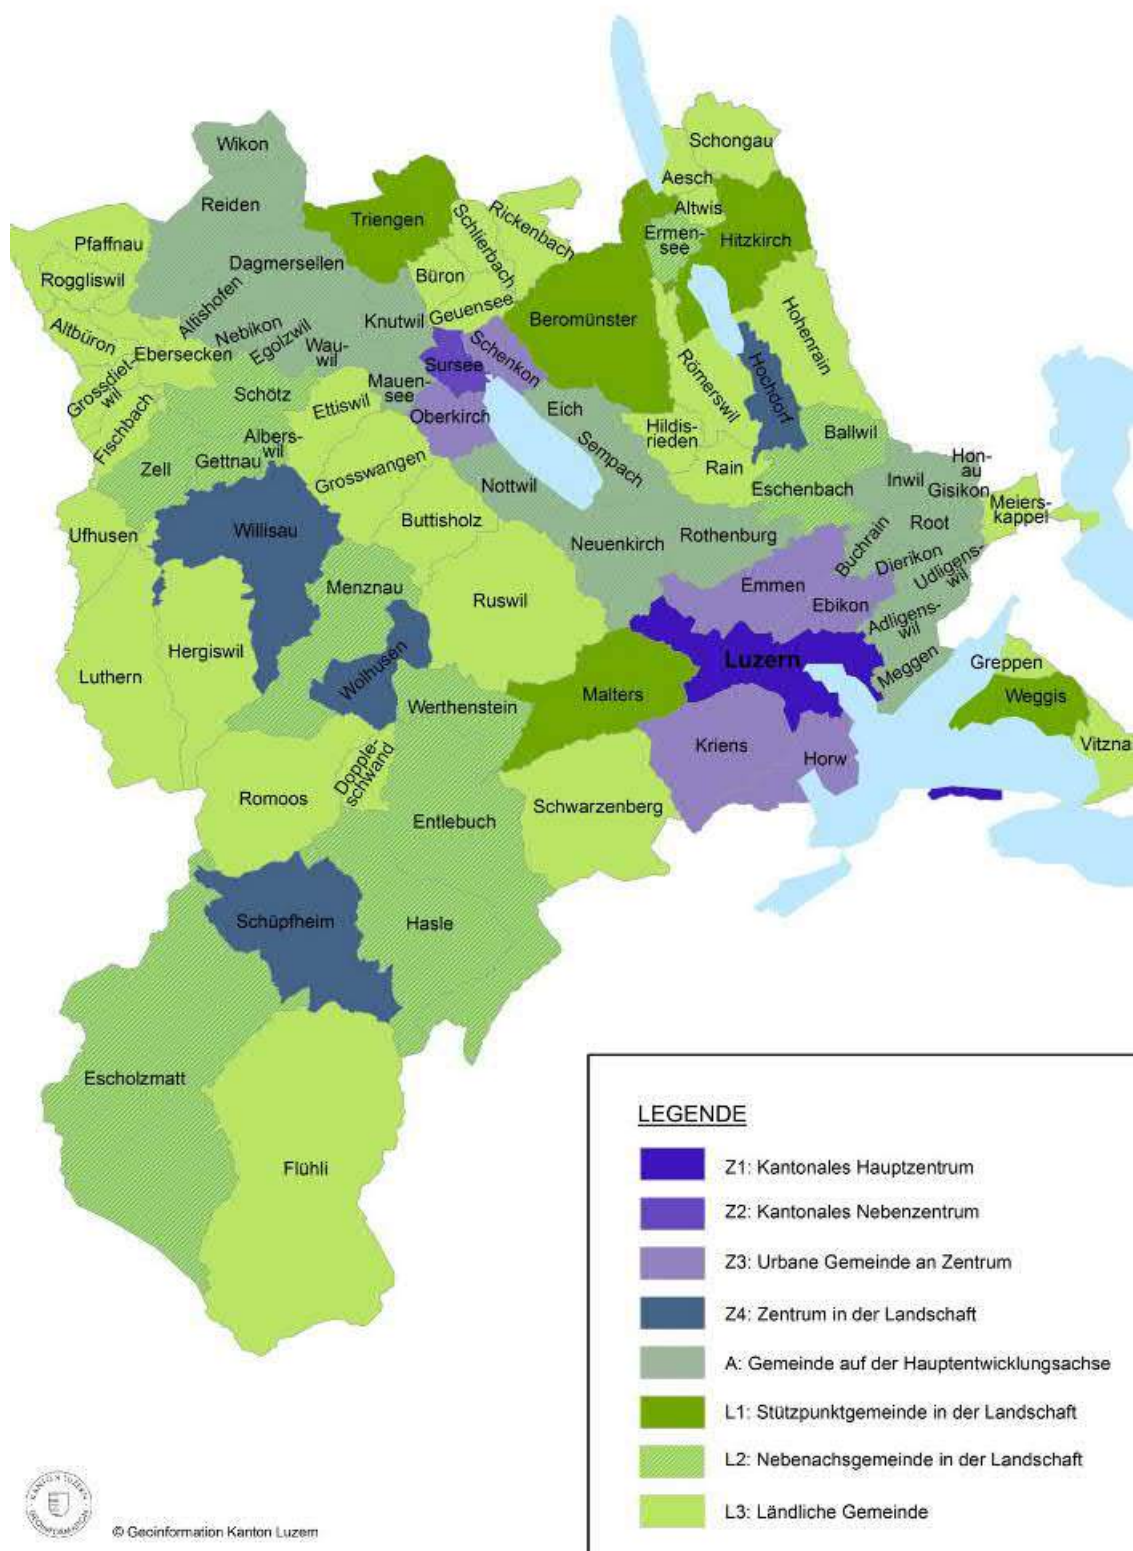 Schongau
Wikon
Aesch
Reiden
Triengen
Schlierbach
Rickenbach
Altwis
Ermen-
see
Hitzkirch
Pfaffnau
Roggliswil
Dagmersellen
Büron
Altishofen
Knutwil
Geuensee
Beromünster
Hohenrain
Altbüron
Ebersecken
Nebikon
Egolzwil
Wau-
wil
Sursee
Schenkon
Römerswil
Hochdorf
Grossdiet-
wil
Fischbach
Schötz
Ettiswil
Mauen-
see
Oberkirch
Eich
Sempach
Hildis-
rieden
Ballwil
Zell
Gettnau
Albers-
wil
Grosswangen
Nottwil
Rain
Eschenbach
Inwil
Hon-
au
Gisikon
Meiers-
kappel
Ufhusen
Willisau
Buttisholz
Neuenkirch
Rothenburg
Buchrain
Root
Dierikon
Udligens-
wil
Menznau
Ruswil
Emmen
Ebikon
Adligens-
wil
Luthern
Hergiswil
Wolhusen
Werthenstein
Malters
Luzern
Meggen
Greppen
Weggis
Vitzna
Kriens
Horw
Romoos
Dopple-
schwand
Entlebuch
Schwarzenberg
Schüpfheim
Hasle
Escholzmatt
Flühli
LEGENDE
Z1: Kantonales Hauptzentrum
Z2: Kantonales Nebenzentrum
Z3: Urbane Gemeinde an Zentrum
Z4: Zentrum in der Landschaft
A: Gemeinde auf der Hauptentwicklungsachse
L1: Stützpunktgemeinde in der Landschaft
L2: Nebenachsgemeinde in der Landschaft
L3: Ländliche Gemeinde
KANTON LUZERN
GEOINFORMATION
© Geoinformation Kanton Luzern